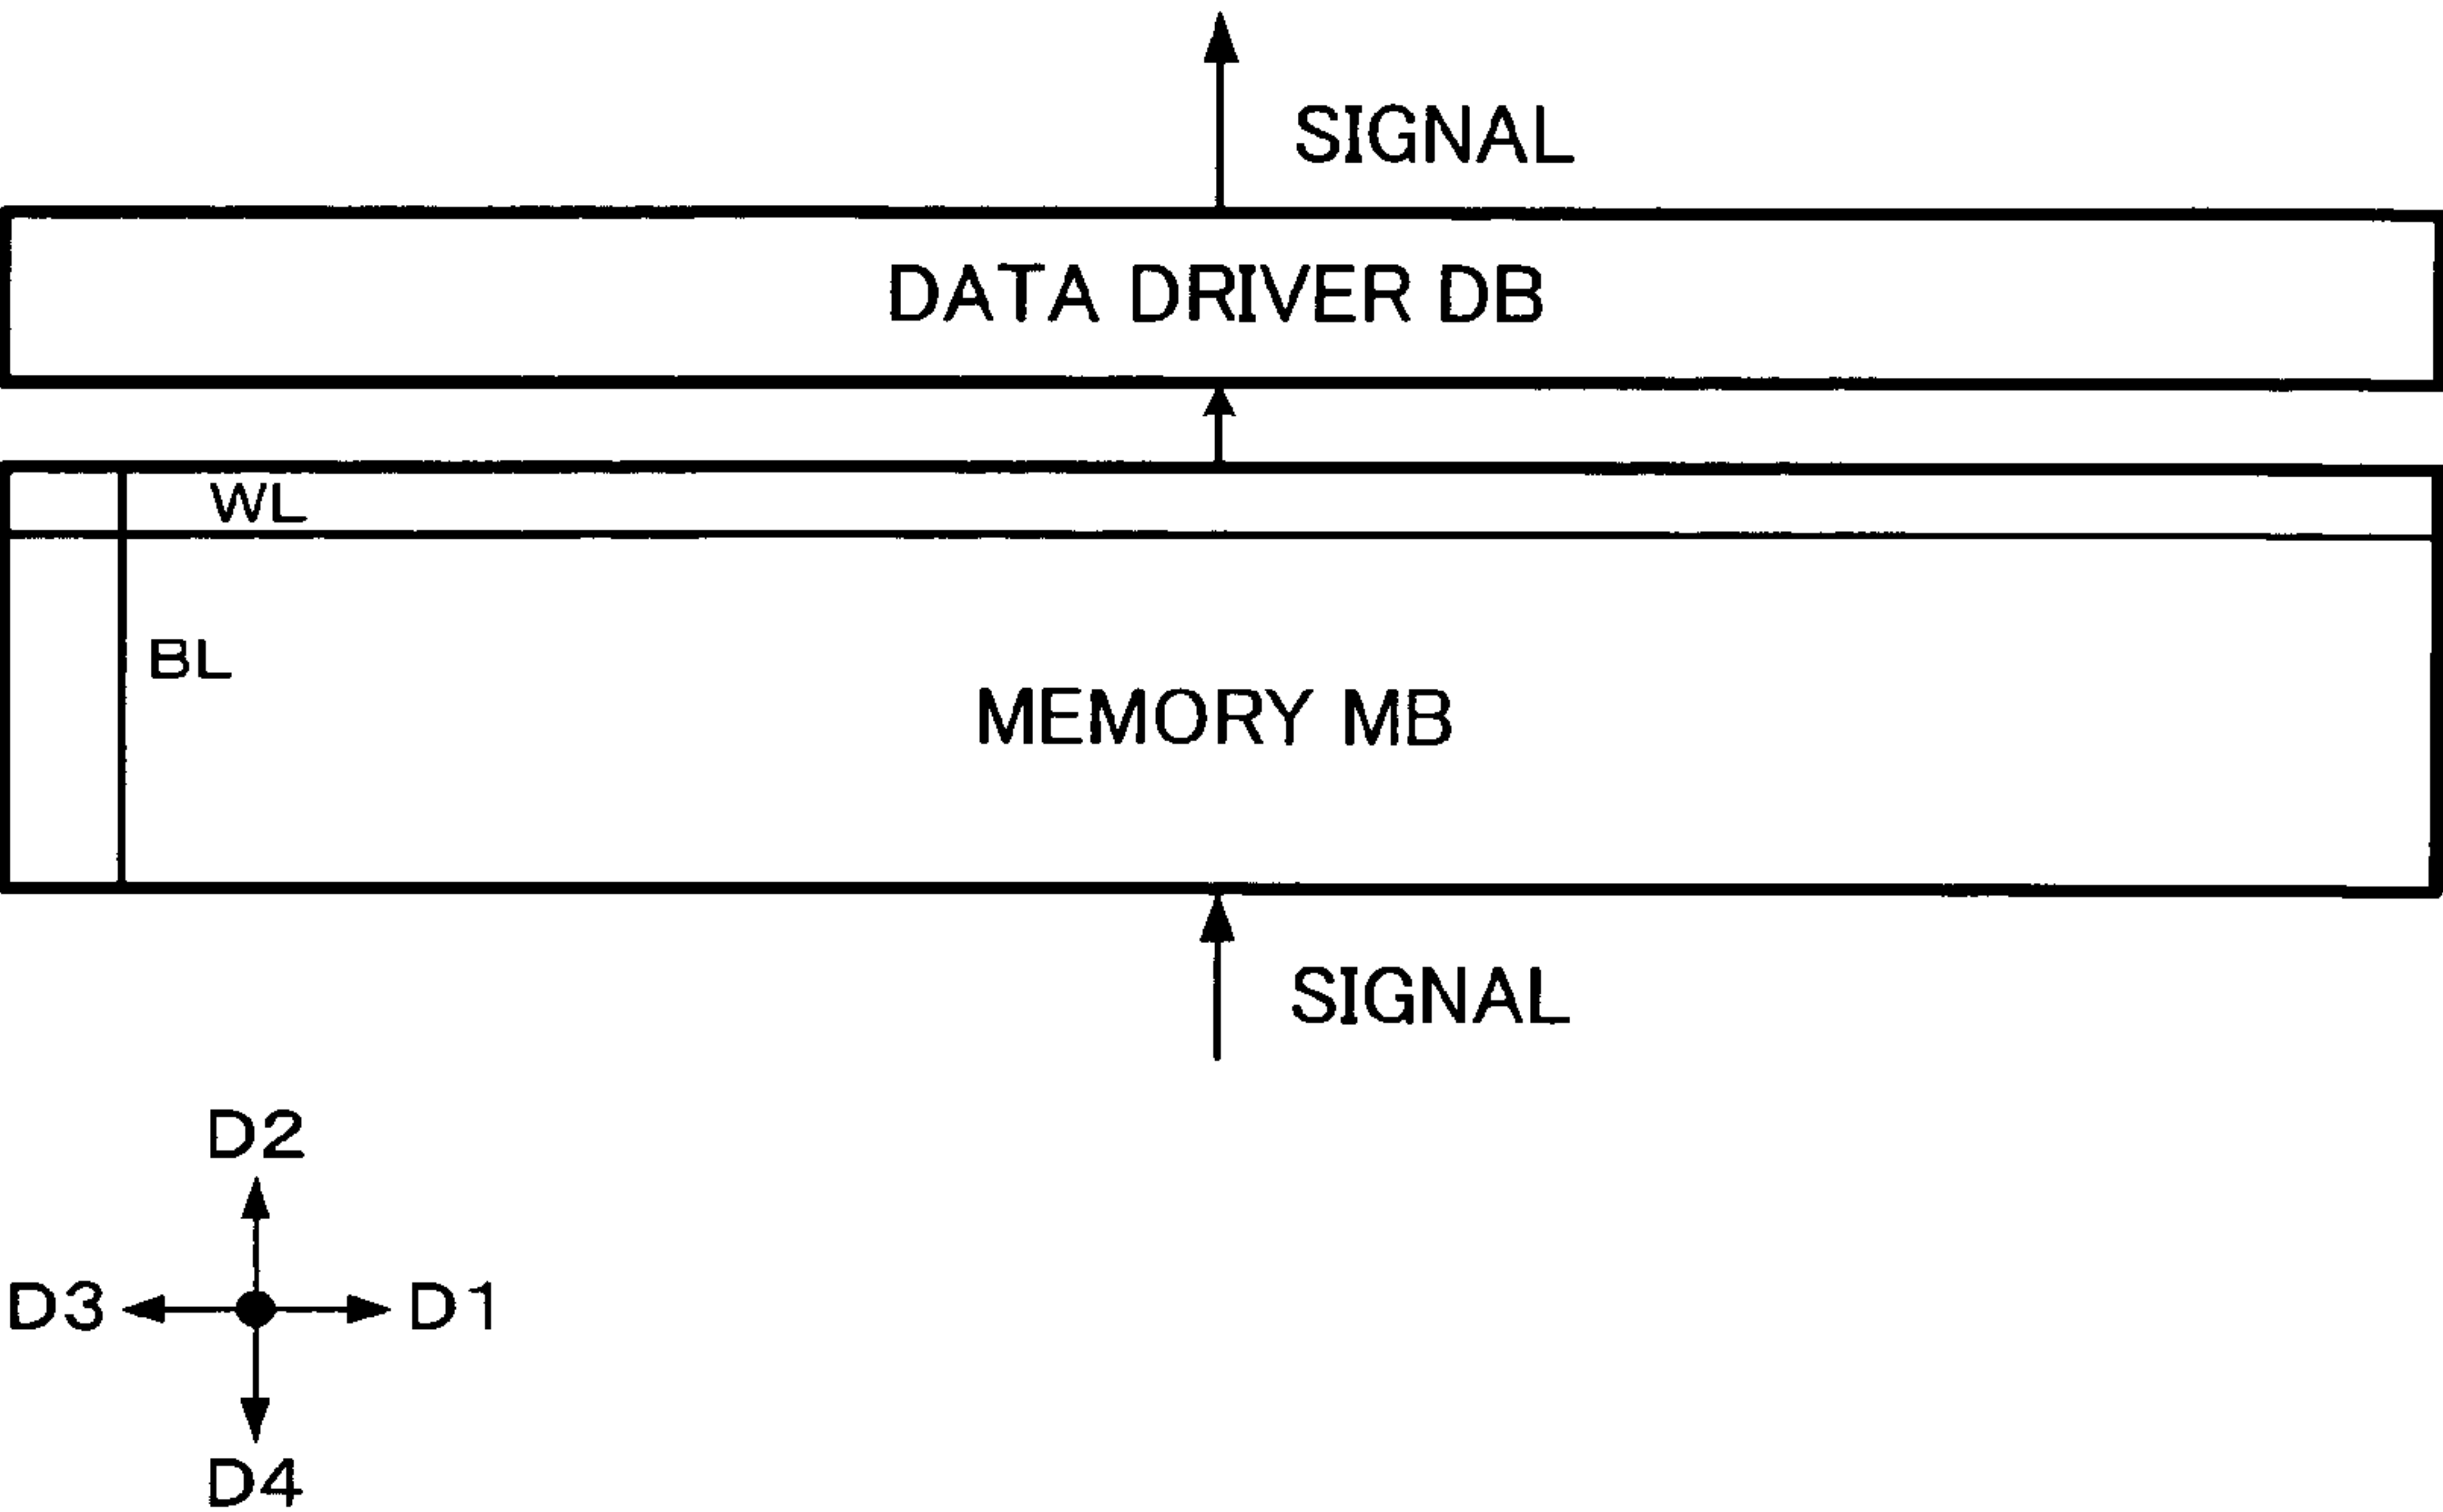 SIGNAL
DATA DRIVER DB
WL
BL
MEMORY MB
SIGNAL
D2
D3 D1
D4